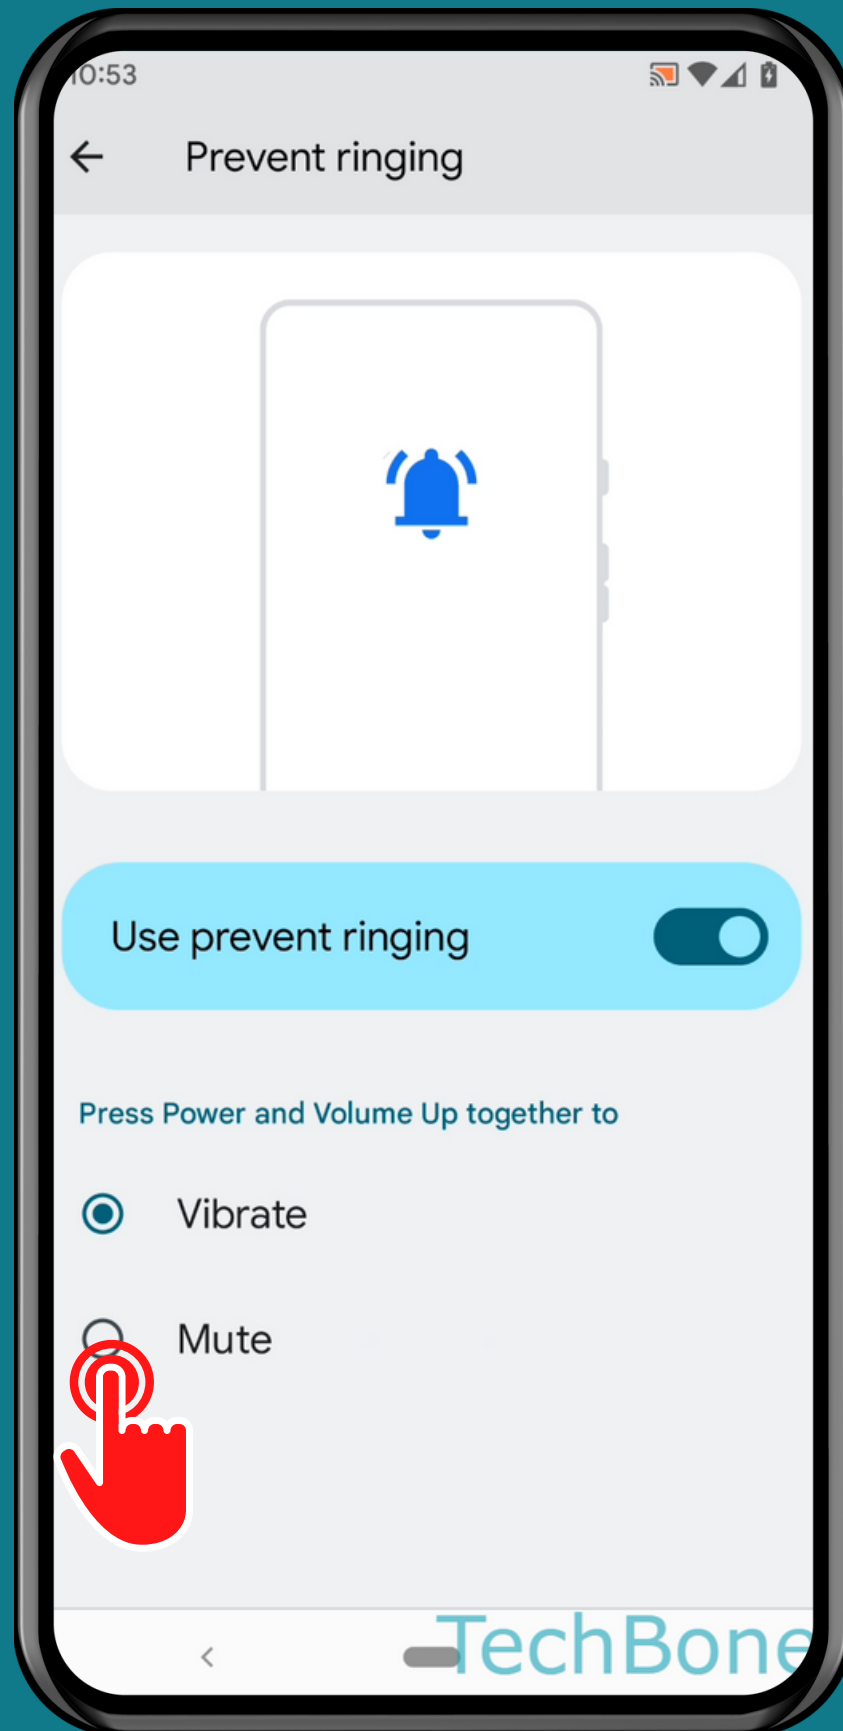 10:53
Prevent ringing
Use prevent ringing
Press Power and Volume Up together to
Vibrate
Mute
TechBone